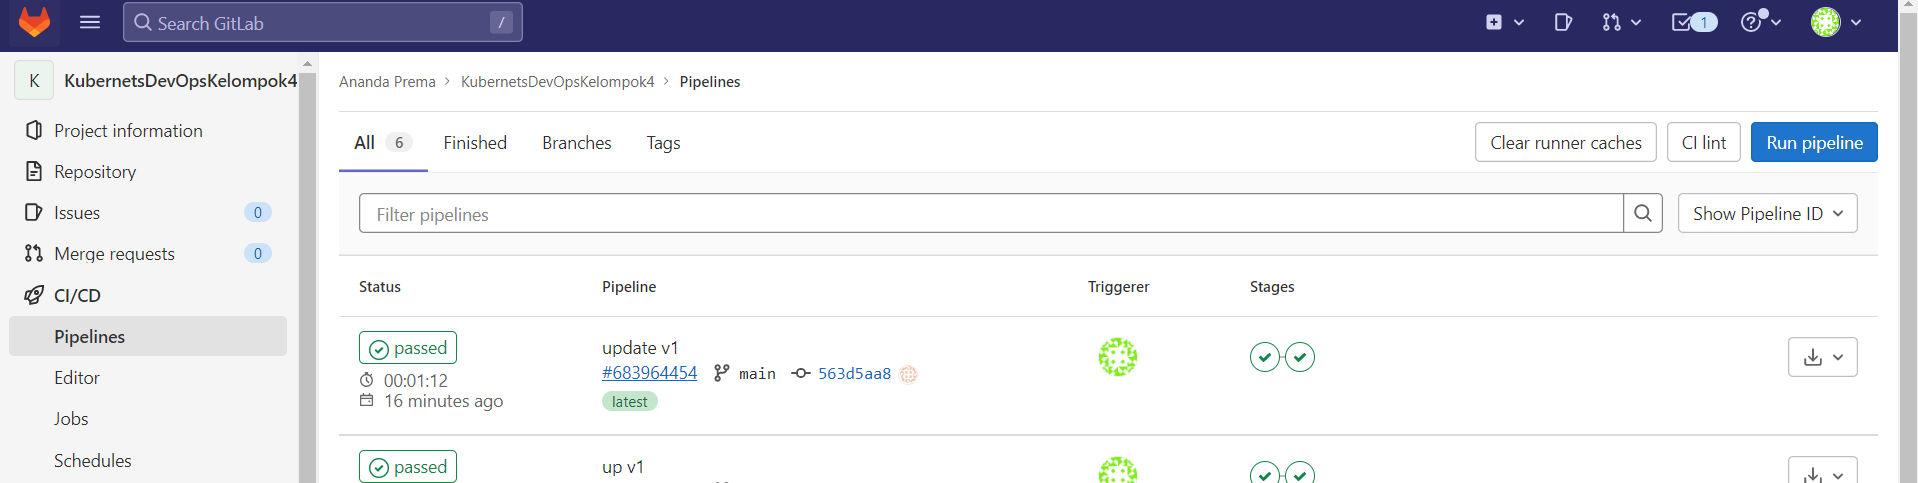 Search GitLab /
1
K KubernetsDevOpsKelompok4
Project information
Repository
Issues 0
Merge requests 0
CI/CD
Pipelines
Editor
Jobs
Schedules
Ananda Prema > KubernetsDevOpsKelompok4 > Pipelines
All 6 Finished Branches Tags
Clear runner caches CI lint Run pipeline
Filter pipelines Show Pipeline ID
Status Pipeline Triggerer Stages
passed
00:01:12
16 minutes ago
update v1
#683964454 main 563d5aa8
latest
passed up v1